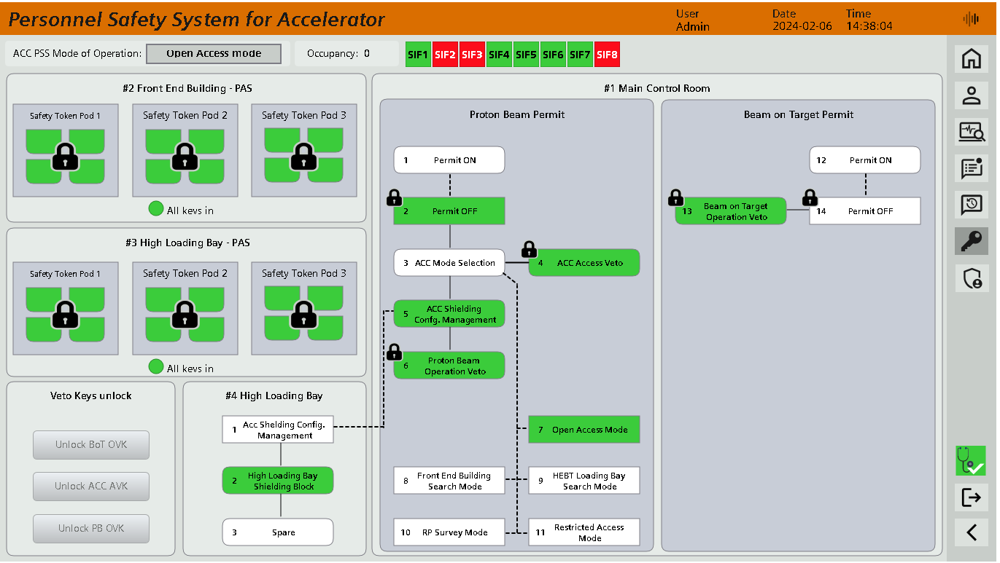 Personnel Safety System for Accelerator
User
Admin
Date
2024-02-06
Time
14:38:04
ACC PSS Mode of Operation:
Open Access mode
Occupancy: 0
SIF1 SIF2 SIF3 SIF4 SIF5 SIF6 SIF7 SIF8
#2 Front End Building - PAS
Safety Token Pod 1
Safety Token Pod 2
Safety Token Pod 3
All keys in
#3 High Loading Bay - PAS
Safety Token Pod 1
Safety Token Pod 2
Safety Token Pod 3
All keys in
Veto Keys unlock
Unlock BoT OVK
Unlock ACC AVK
Unlock PB OVK
#4 High Loading Bay
1 Acc Shelding Config.
Management
2 High Loading Bay
Shielding Block
3 Spare
#1 Main Control Room
Proton Beam Permit
1 Permit ON
2 Permit OFF
3 ACC Mode Selection
4 ACC Access Veto
5 ACC Shielding
Confg. Management
6 Proton Beam
Operation Veto
7 Open Access Mode
8 Front End Building
Search Mode
9 HEBT Loading Bay
Search Mode
10 RP Survey Mode
11 Restricted Access
Mode
Beam on Target Permit
12 Permit ON
13 Beam on Target
Operation Veto
14 Permit OFF